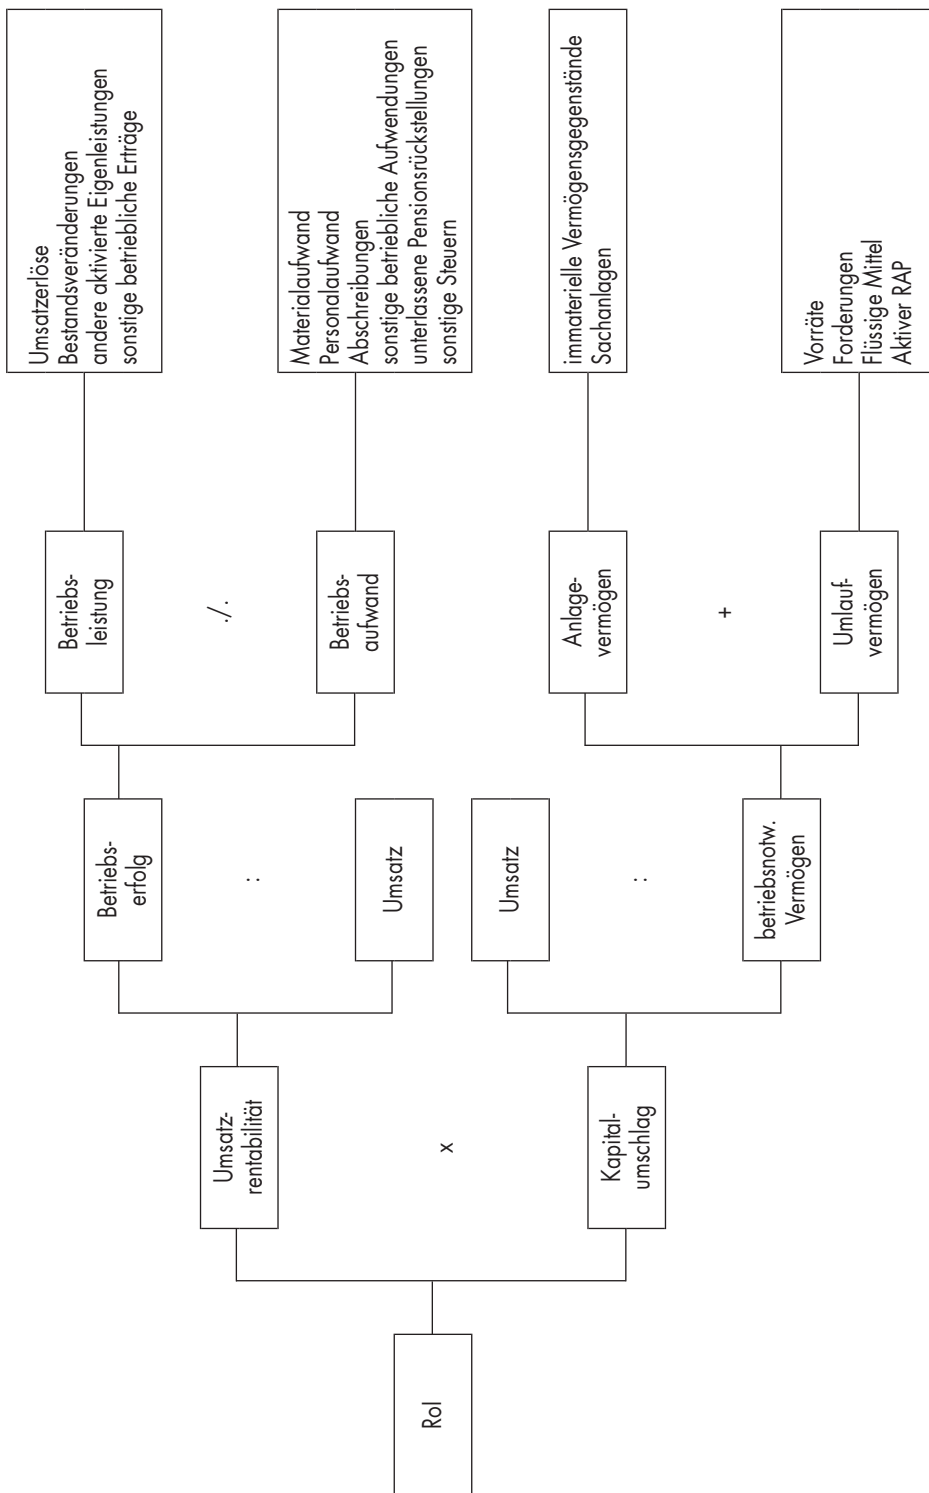 RoI
Umsatz-
rentabilität
x
Kapital-
umschlag
Betriebs-
erfolg
:
Umsatz
Umsatz
:
betriebsnotw.
Vermögen
Betriebs-
leistung
./.
Betriebs-
aufwand
Anlage-
vermögen
+
Umlauf-
vermögen
Umsatzerlöse
Bestandsveränderungen
andere aktivierte Eigenleistungen
sonstige betriebliche Erträge
Materialaufwand
Personalaufwand
Abschreibungen
sonstige betriebliche Aufwendungen
unterlassene Pensionsrückstellungen
sonstige Steuern
immaterielle Vermögensgegenstände
Sachanlagen
Vorräte
Forderungen
Flüssige Mittel
Aktiver RAP